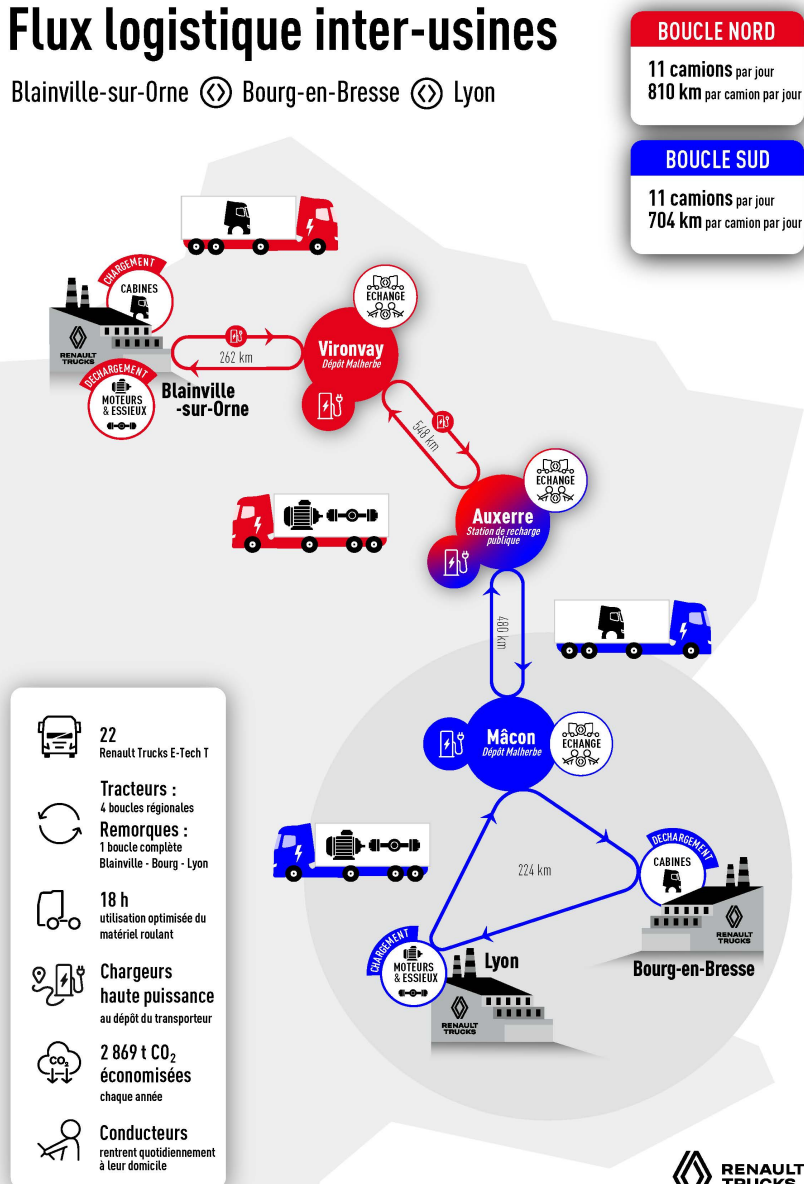 Flux logistique inter-usines
Blainville-sur-Orne Bourg-en-Bresse Lyon
BOUCLE NORD
11 camions par jour
810 km par camion par jour
BOUCLE SUD
11 camions par jour
704 km par camion par jour
CHARGEMENT
CABINES
RENAULT
TRUCKS
DECHARGEMENT
MOTEURS
& ESSIEUX
Blainville
-sur-Orne
262 km
ECHANGE
Vironvay
Dépôt Malherbe
548 km
ECHANGE
Auxerre
Station de recharge
publique
480 km
Mâcon
Dépôt Malherbe
ECHANGE
224 km
DECHARGEMENT
CABINES
RENAULT
TRUCKS
Bourg-en-Bresse
CHARGEMENT
MOTEURS
& ESSIEUX
Lyon
RENAULT
TRUCKS
22
Renault Trucks E-Tech T
Tracteurs :
4 boucles régionales
Remorques :
1 boucle complète
Blainville - Bourg - Lyon
18 h
utilisation optimisée du
matériel roulant
Chargeurs
haute puissance
au dépôt du transporteur
CO₂
2 869 t CO₂
économisées
chaque année
Conducteurs
rentrent quotidiennement
à leur domicile
RENAULT
TRUCKS